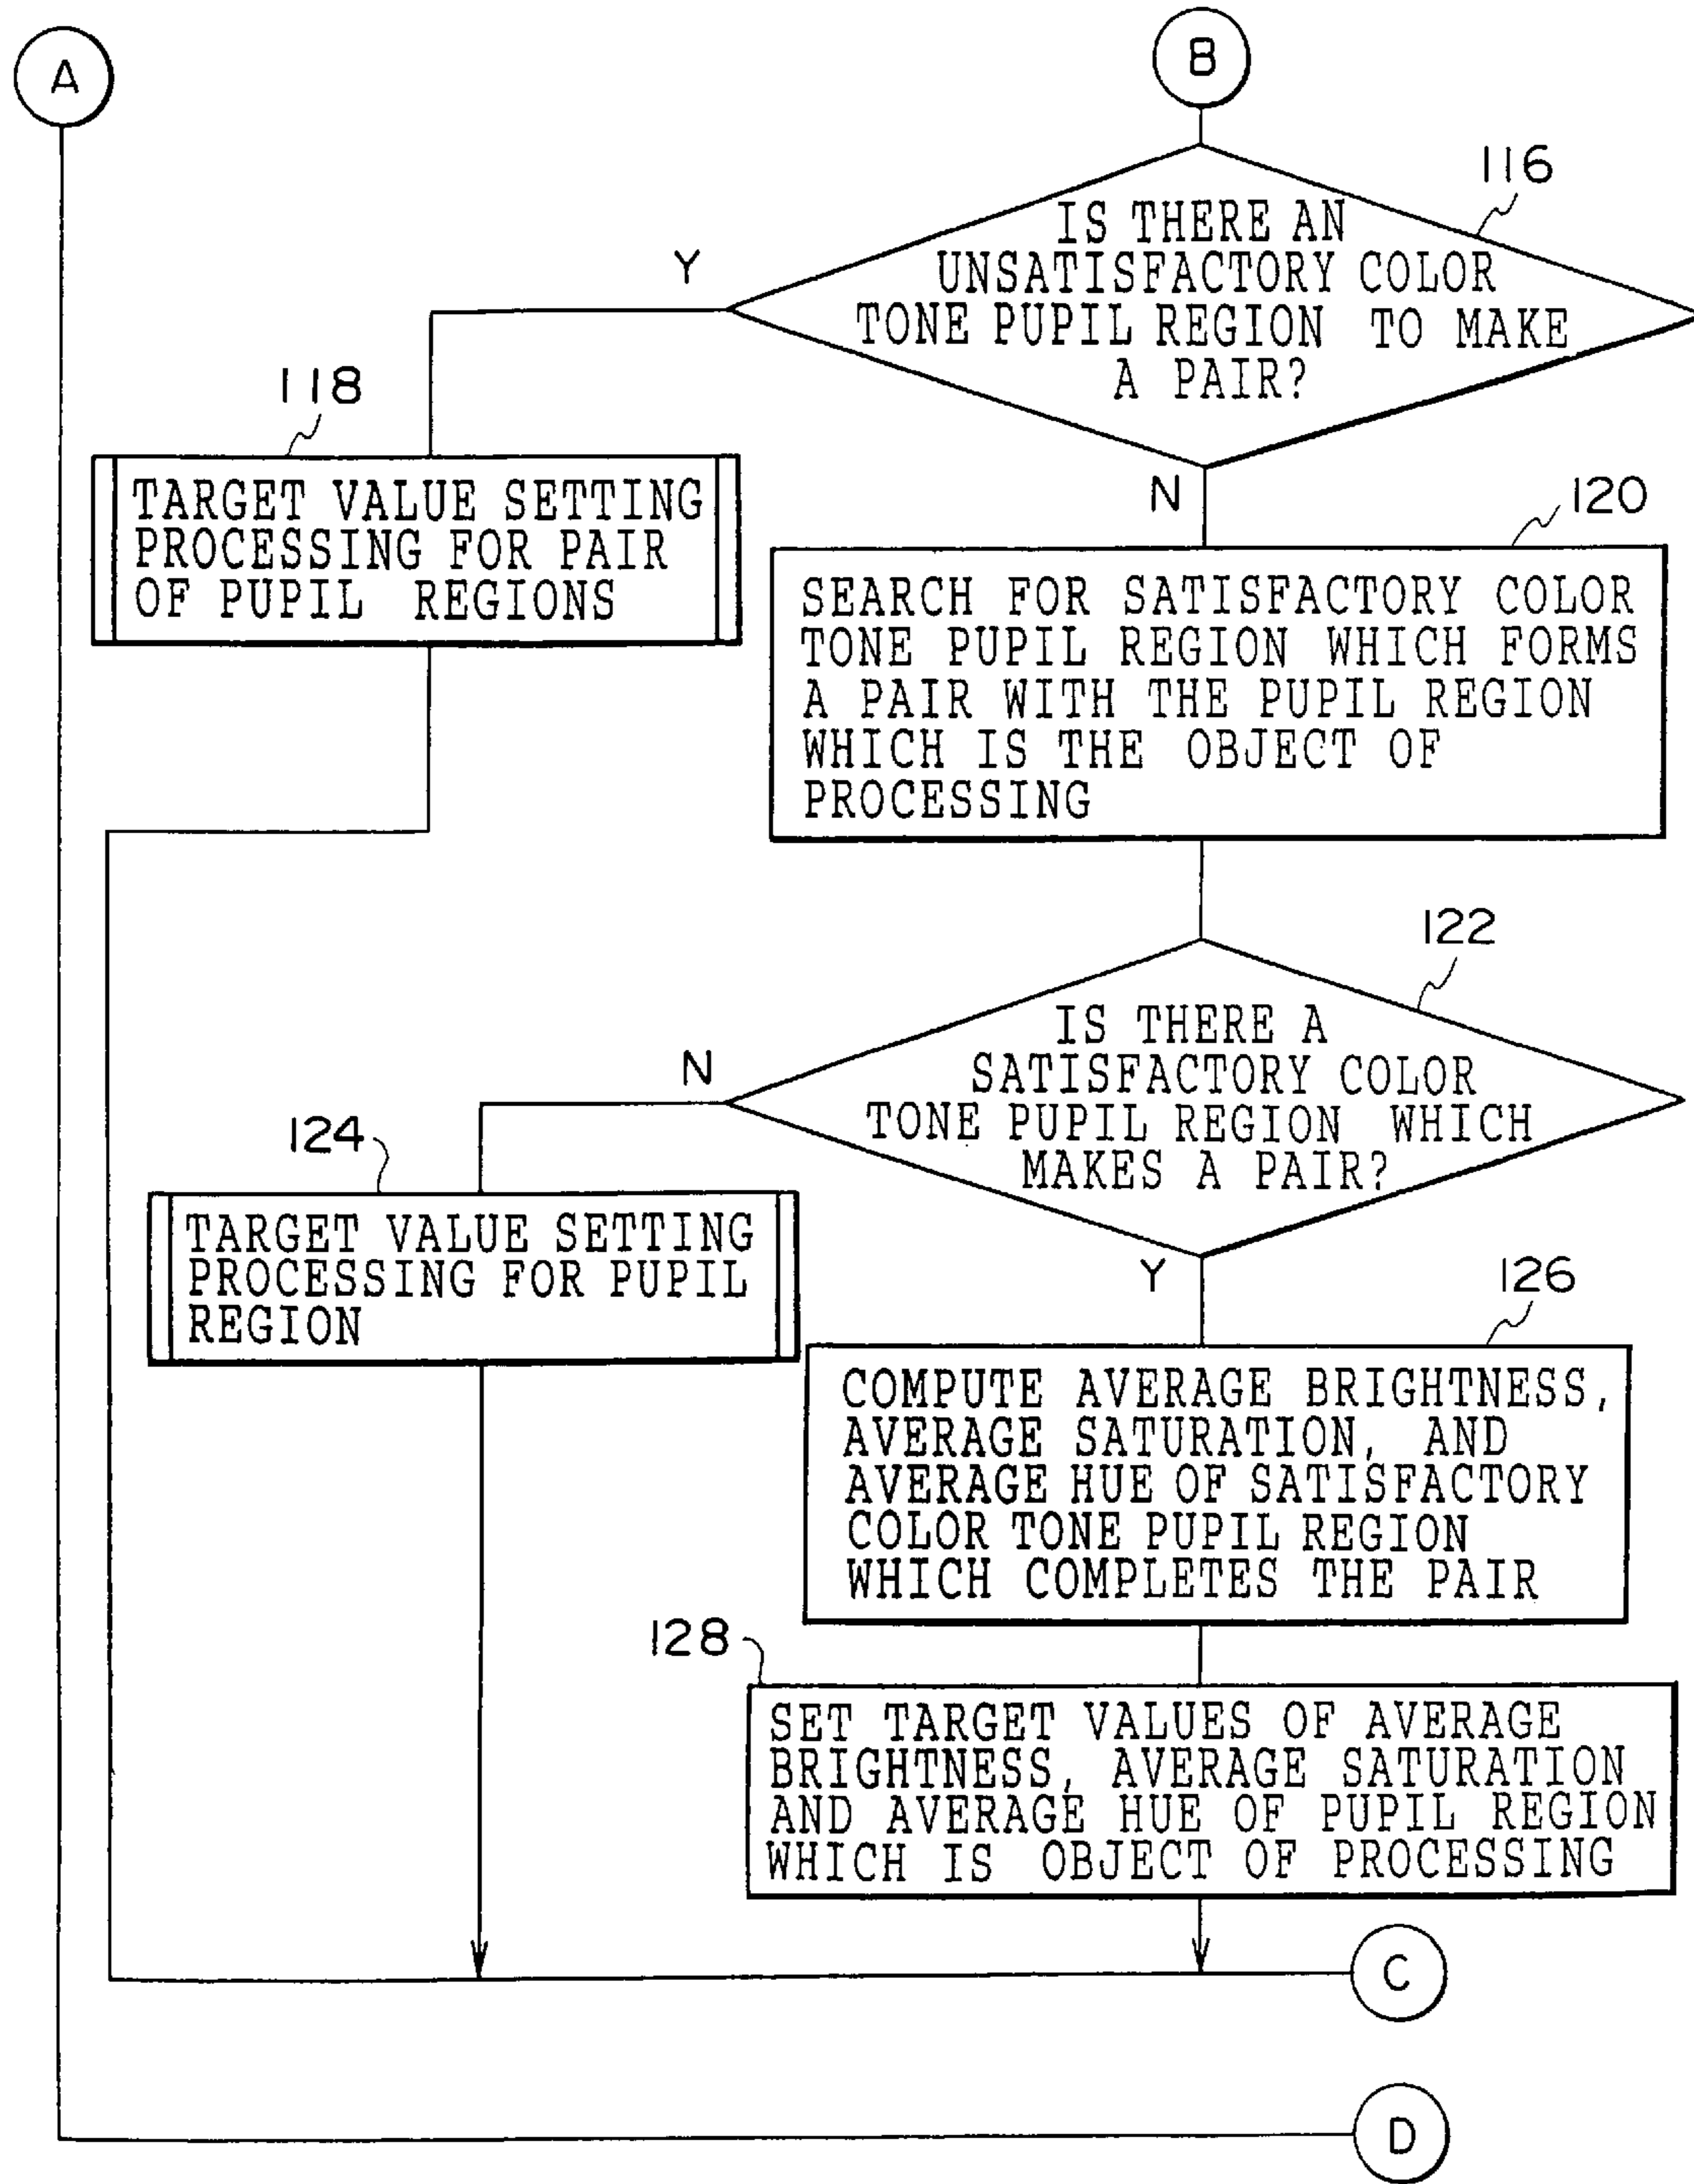 A
B
116
IS THERE AN
UNSATISFACTORY COLOR
TONE PUPIL REGION TO MAKE
A PAIR?
Y
N
118
TARGET VALUE SETTING
PROCESSING FOR PAIR
OF PUPIL REGIONS
120
SEARCH FOR SATISFACTORY COLOR
TONE PUPIL REGION WHICH FORMS
A PAIR WITH THE PUPIL REGION
WHICH IS THE OBJECT OF
PROCESSING
122
IS THERE A
SATISFACTORY COLOR
TONE PUPIL REGION WHICH
MAKES A PAIR?
N
Y
124
TARGET VALUE SETTING
PROCESSING FOR PUPIL
REGION
126
COMPUTE AVERAGE BRIGHTNESS,
AVERAGE SATURATION, AND
AVERAGE HUE OF SATISFACTORY
COLOR TONE PUPIL REGION
WHICH COMPLETES THE PAIR
128
SET TARGET VALUES OF AVERAGE
BRIGHTNESS, AVERAGE SATURATION
AND AVERAGE HUE OF PUPIL REGION
WHICH IS OBJECT OF PROCESSING
C
D